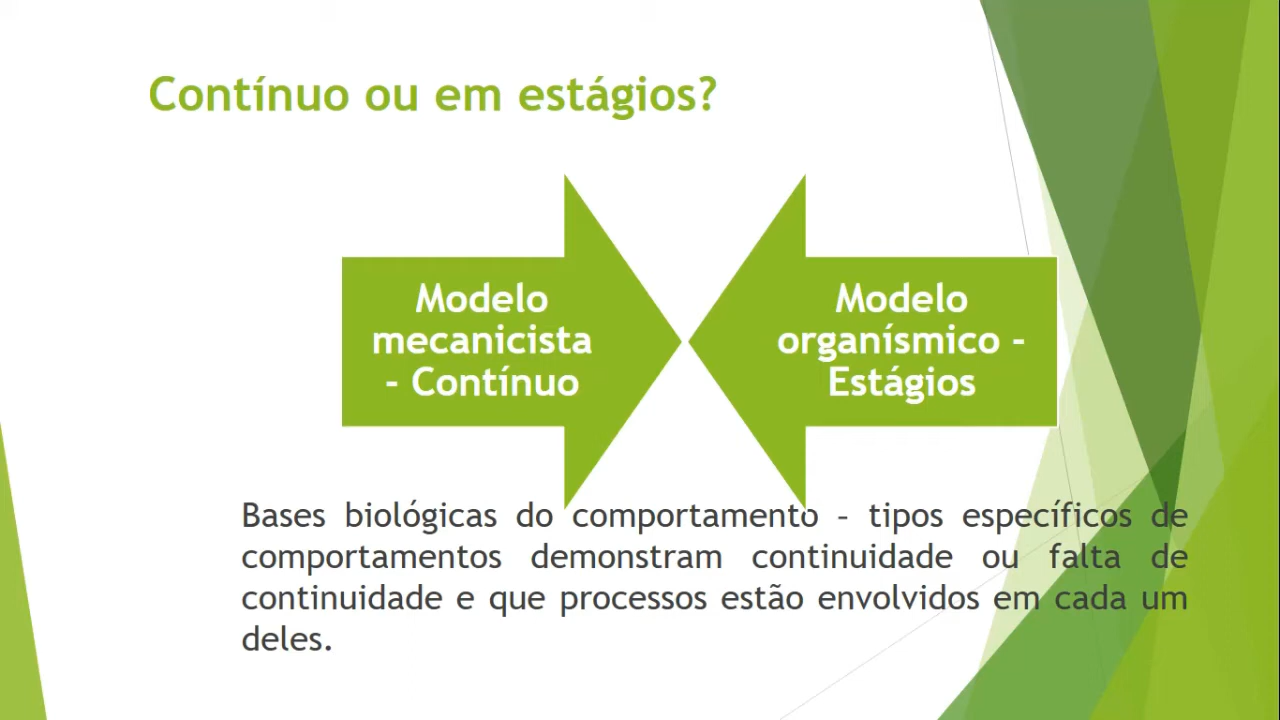 Contínuo ou em estágios?
Modelo
mecanicista
- Contínuo
Modelo
organísmico -
Estágios
Bases biológicas do comportamento – tipos específicos de
comportamentos demonstram continuidade ou falta de
continuidade e que processos estão envolvidos em cada um
deles.